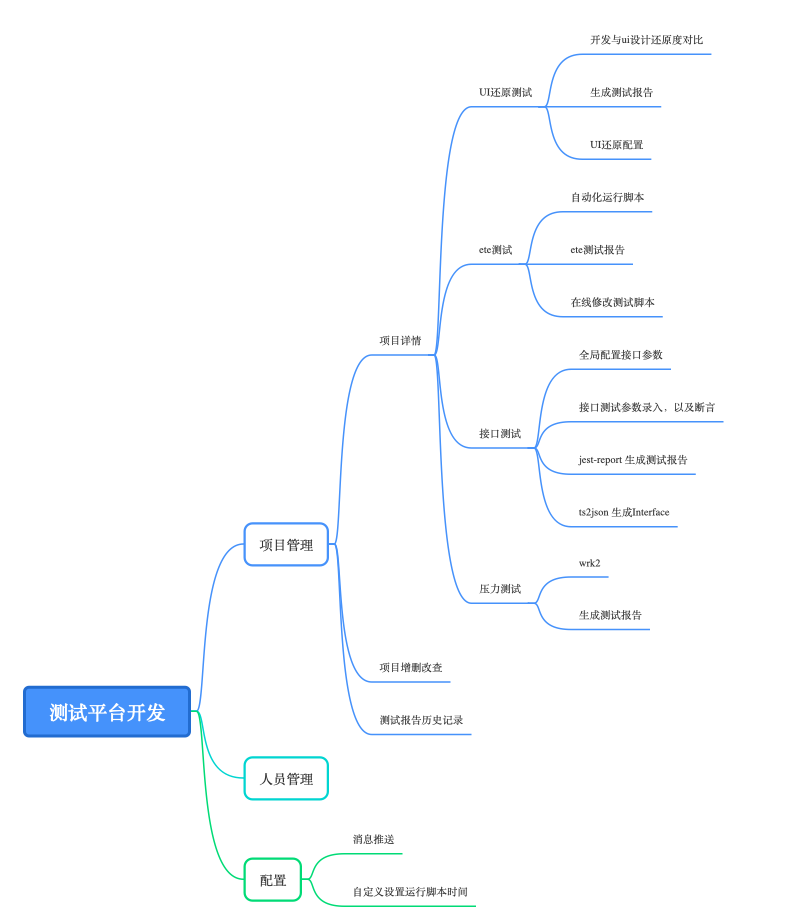 开发与ui设计还原度对比
UI还原测试
生成测试报告
UI还原配置
自动化运行脚本
ete测试
ete测试报告
在线修改测试脚本
项目详情
全局配置接口参数
接口测试参数录入，以及断言
接口测试
jest-report 生成测试报告
ts2json 生成Interface
项目管理
wrk2
压力测试
生成测试报告
项目增删改查
测试报告历史记录
测试平台开发
人员管理
消息推送
配置
自定义设置运行脚本时间